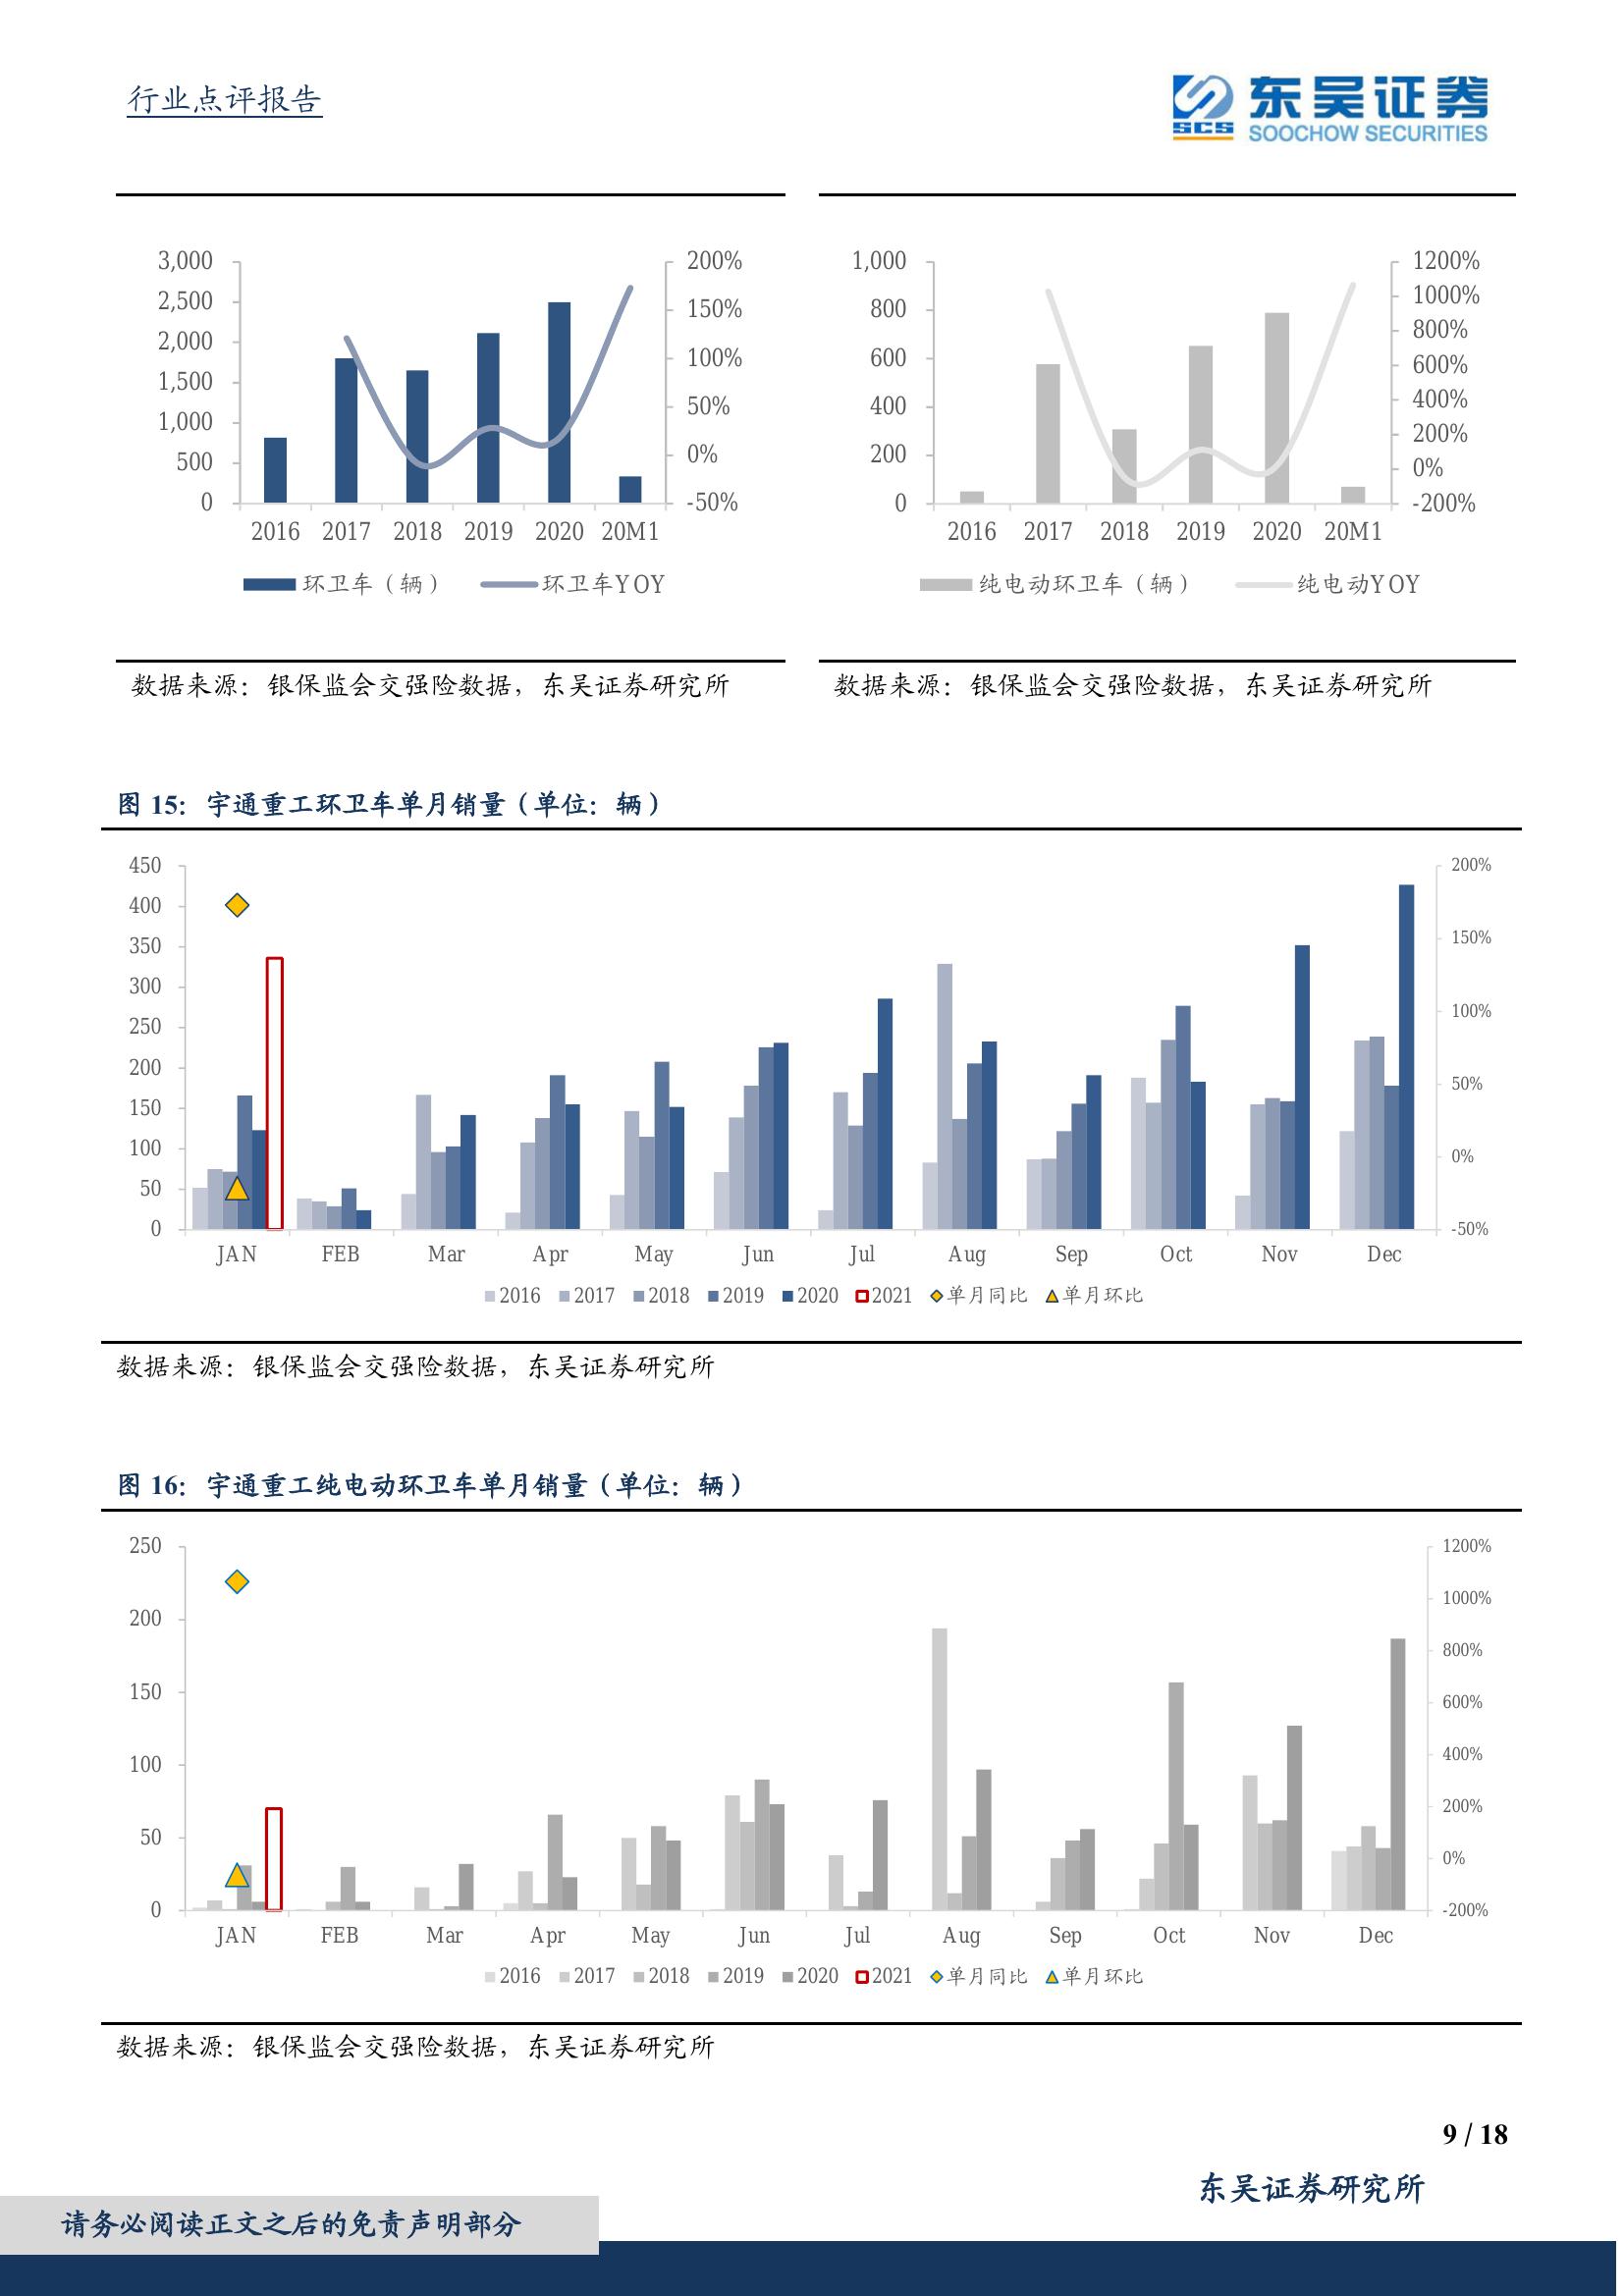 行业点评报告
SCS 东吴证券
SOOCHOW SECURITIES
3,000
2,500
2,000
1,500
1,000
500
0
200%
150%
100%
50%
0%
-50%
2016 2017 2018 2019 2020 20M1
环卫车（辆） 环卫车YOY
1,000
800
600
400
200
0
1200%
1000%
800%
600%
400%
200%
0%
-200%
2016 2017 2018 2019 2020 20M1
纯电动环卫车（辆） 纯电动YOY
数据来源：银保监会交强险数据，东吴证券研究所
数据来源：银保监会交强险数据，东吴证券研究所
图 15：宇通重工环卫车单月销量（单位：辆）
450
400
350
300
250
200
150
100
50
0
200%
150%
100%
50%
0%
-50%
JAN FEB Mar Apr May Jun Jul Aug Sep Oct Nov Dec
2016 2017 2018 2019 2020 2021 单月同比 单月环比
数据来源：银保监会交强险数据，东吴证券研究所
图 16：宇通重工纯电动环卫车单月销量（单位：辆）
250
200
150
100
50
0
1200%
1000%
800%
600%
400%
200%
0%
-200%
JAN FEB Mar Apr May Jun Jul Aug Sep Oct Nov Dec
2016 2017 2018 2019 2020 2021 单月同比 单月环比
数据来源：银保监会交强险数据，东吴证券研究所
9 / 18
东吴证券研究所
请务必阅读正文之后的免责声明部分